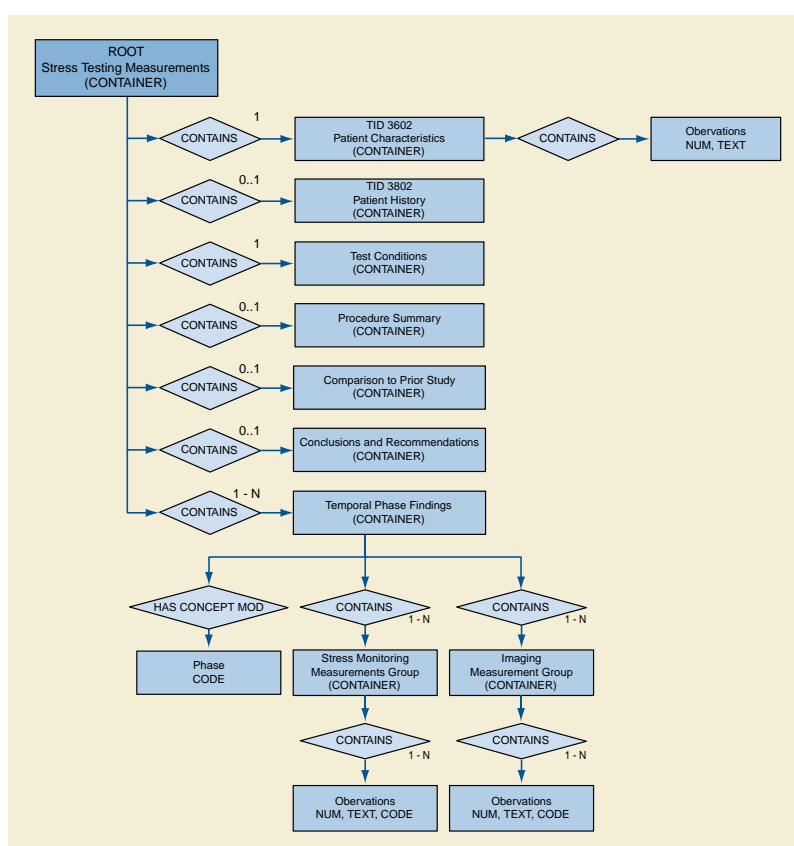 ROOT
Stress Testing Measurements
(CONTAINER)
1
CONTAINS
TID 3602
Patient Characteristics
(CONTAINER)
CONTAINS
Obervations
NUM, TEXT
0..1
CONTAINS
TID 3802
Patient History
(CONTAINER)
1
CONTAINS
Test Conditions
(CONTAINER)
0..1
CONTAINS
Procedure Summary
(CONTAINER)
0..1
CONTAINS
Comparison to Prior Study
(CONTAINER)
0..1
CONTAINS
Conclusions and Recommendations
(CONTAINER)
1 - N
CONTAINS
Temporal Phase Findings
(CONTAINER)
HAS CONCEPT MOD
CONTAINS
1 - N
CONTAINS
1 - N
Phase
CODE
Stress Monitoring
Measurements Group
(CONTAINER)
Imaging
Measurement Group
(CONTAINER)
CONTAINS
1 - N
CONTAINS
1 - N
Obervations
NUM, TEXT, CODE
Obervations
NUM, TEXT, CODE